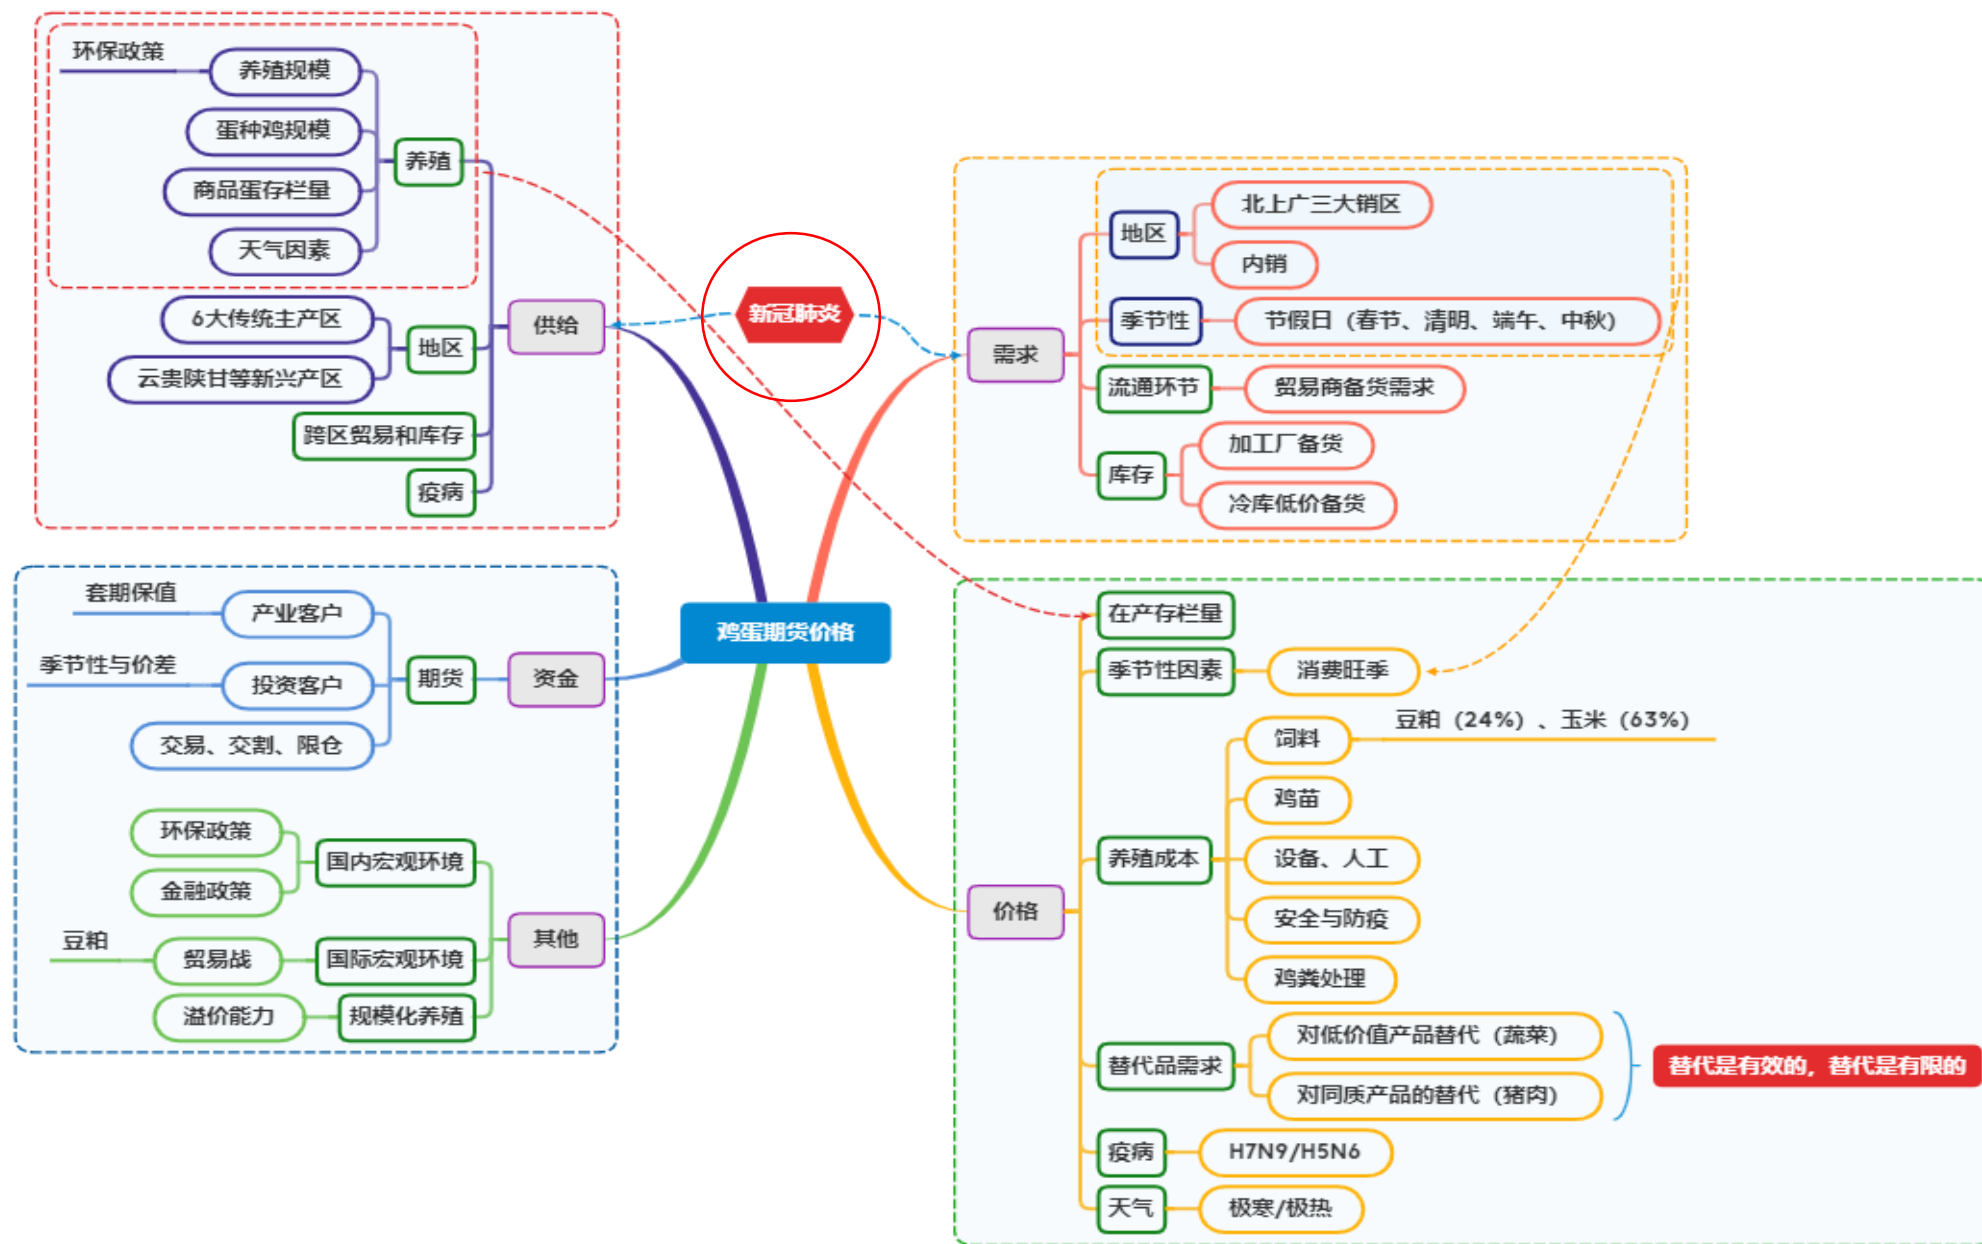 环保政策
养殖规模
蛋种鸡规模
商品蛋存栏量
天气因素
养殖
6大传统主产区
云贵陕甘等新兴产区
地区
跨区贸易和库存
疫病
供给
新冠肺炎
需求
地区
北上广三大销区
内销
季节性
节假日（春节、清明、端午、中秋）
流通环节
贸易商备货需求
库存
加工厂备货
冷库低价备货
鸡蛋期货价格
套期保值
产业客户
季节性与价差
投资客户
交易、交割、限仓
期货
资金
环保政策
金融政策
国内宏观环境
豆粕
贸易战
国际宏观环境
溢价能力
规模化养殖
其他
价格
在产存栏量
季节性因素
消费旺季
养殖成本
饲料
豆粕（24%）、玉米（63%）
鸡苗
设备、人工
安全与防疫
鸡粪处理
替代品需求
对低价值产品替代（蔬菜）
对同质产品的替代（猪肉）
替代是有效的，替代是有限的
疫病
H7N9/H5N6
天气
极寒/极热